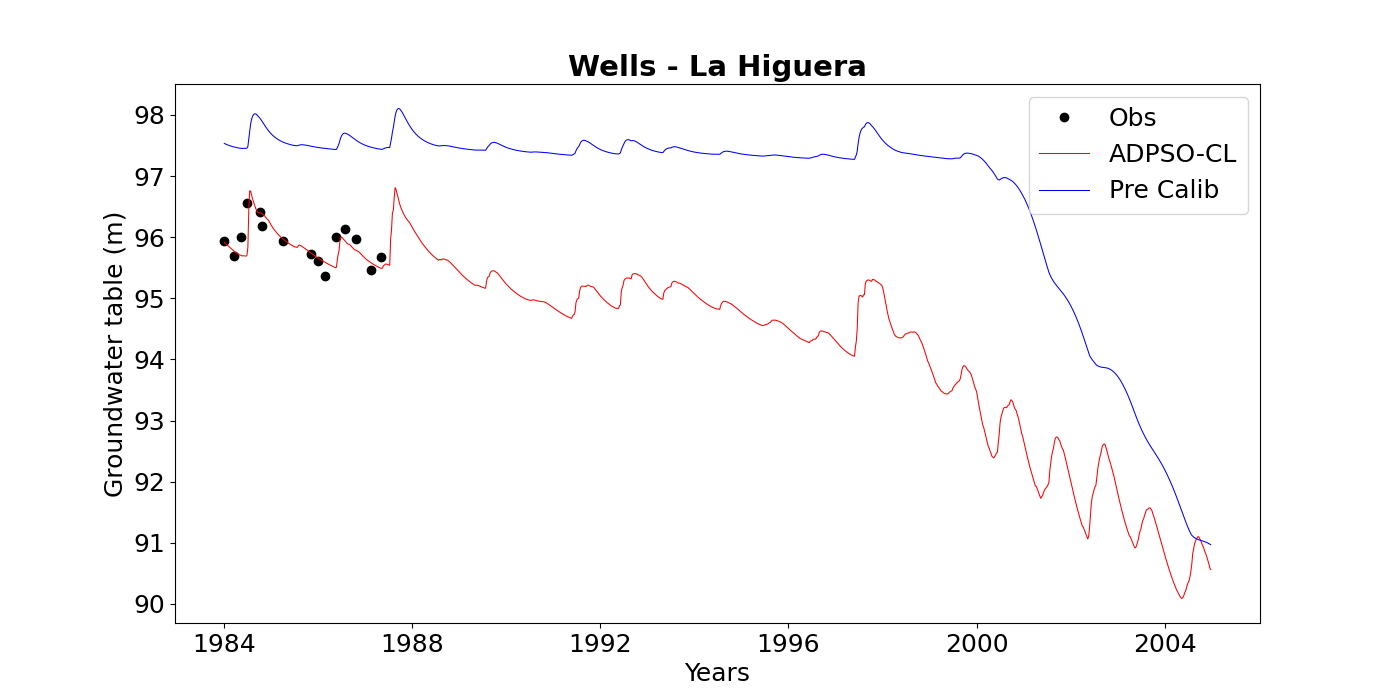 Wells - La Higuera
Obs
ADPSO-CL
Pre Calib
Groundwater table (m)
98
97
96
95
94
93
92
91
90
1984
1988
1992
1996
2000
2004
Years